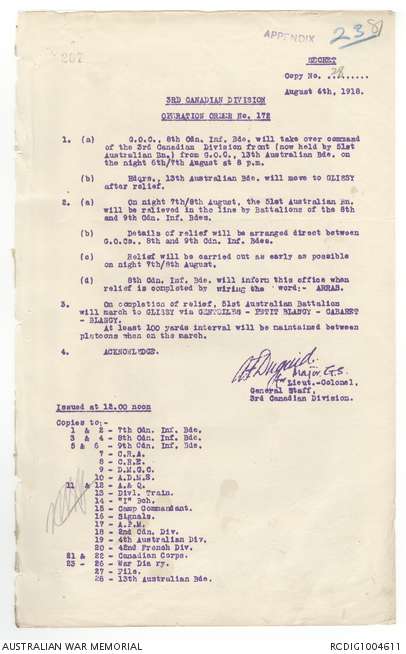 APPENDIX 238
267
SECRET
Copy No. 28......
August 6th, 1918.
3RD CANADIAN DIVISION
OPERATION ORDER No. 172
1. (a) G.O.C., 8th Cdn. Inf. Bde. will take over command
of the 3rd Canadian Division front (now held by 51st
Australian Bn.) from G.O.C., 13th Australian Bde. on
the night 6th/7th August at 8 p.m.
(b) Hdqrs., 13th Australian Bde. will move to GLISSY
after relief.
2. (a) On night 7th/8th August, the 51st Australian Bn.
will be relieved in the line by Battalions of the 8th
and 9th Cdn. Inf. Bdes.
(b) Details of relief will be arranged direct between
G.O.Cs., 8th and 9th Cdn. Inf. Bdes.
(c) Relief will be carried out as early as possible
on night 7th/8th August.
(d) 8th Cdn. Inf. Bde. will inform this office when
relief is completed by wiring the word:- ARRAS.
3. On completion of relief, 51st Australian Battalion
will march to GLISSY via GENTELLES - PETIT BLANGY - CABARET
- BLANGY.
At least 100 yards interval will be maintained between
platoons when on the march.
4. ACKNOWLEDGE.
Major G.S.
for Lieut.-Colonel,
General Staff,
3rd Canadian Division.
Issued at 12.00 noon
Copies to:-
1 & 2 - 7th Cdn. Inf. Bde.
3 & 4 - 8th Cdn. Inf. Bde.
5 & 6 - 9th Cdn. Inf. Bde.
7 - C.R.A.
8 - C.R.E.
9 - D.M.G.C.
10 - A.D.M.S.
11 & 12 - A.& Q.
13 - Divl. Train.
14 - "I" Bch.
15 - Camp Commandant.
16 - Signals.
17 - A.P.M.
18 - 2nd Cdn. Div.
19 - 4th Australian Div.
20 - 42nd French Div.
21 & 22 - Canadian Corps.
23 - 26 - War Diary.
27 - File.
28 - 13th Australian Bde.
AUSTRALIAN WAR MEMORIAL
RCDIG1004611